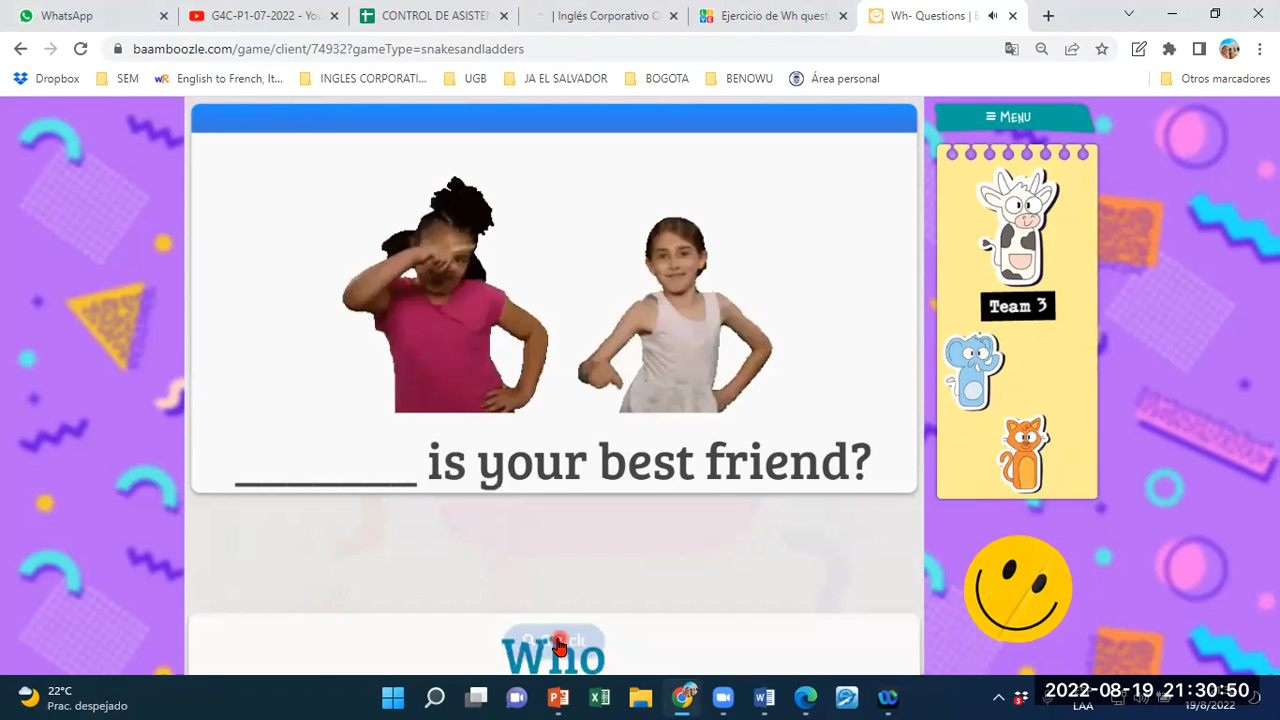 WhatsApp
G4C-P1-07-2022 - Yo
CONTROL DE ASISTEN
| Inglés Corporativo O
Ejercicio de Wh quest
Wh- Questions | B
baamboozle.com/game/client/74932?gameType=snakesandladders
Dropbox
SEM
English to French, It...
INGLES CORPORATI...
UGB
JA EL SALVADOR
BOGOTA
BENOWU
Área personal
Otros marcadores
≡ MENU
Team 3
__________ is your best friend?
Who
22°C
Prac. despejado
2022-08-19 21:30:50
LAA
19/8/2022